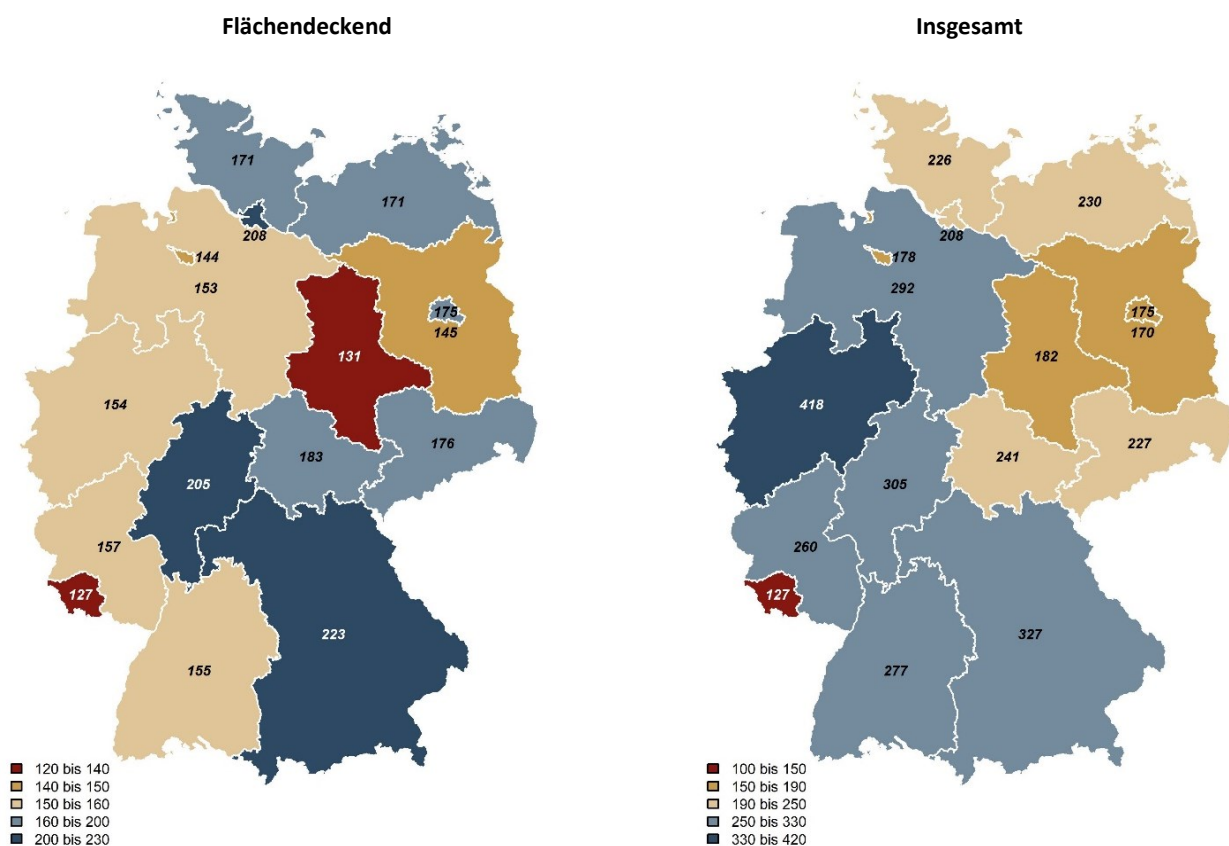 Flächendeckend
171
171
208
144
153
175
145
131
154
176
183
205
157
127
223
155
120 bis 140
140 bis 150
150 bis 160
160 bis 200
200 bis 230
Insgesamt
226
230
208
178
292
175
170
182
418
227
241
305
260
127
327
277
100 bis 150
150 bis 190
190 bis 250
250 bis 330
330 bis 420